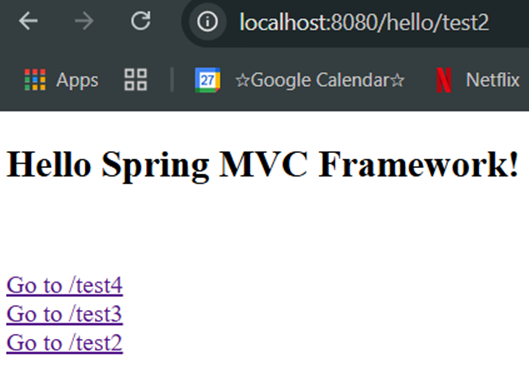 localhost:8080/hello/test2
Apps ☆Google Calendar☆ Netflix
27
Hello Spring MVC Framework!
Go to /test4
Go to /test3
Go to /test2